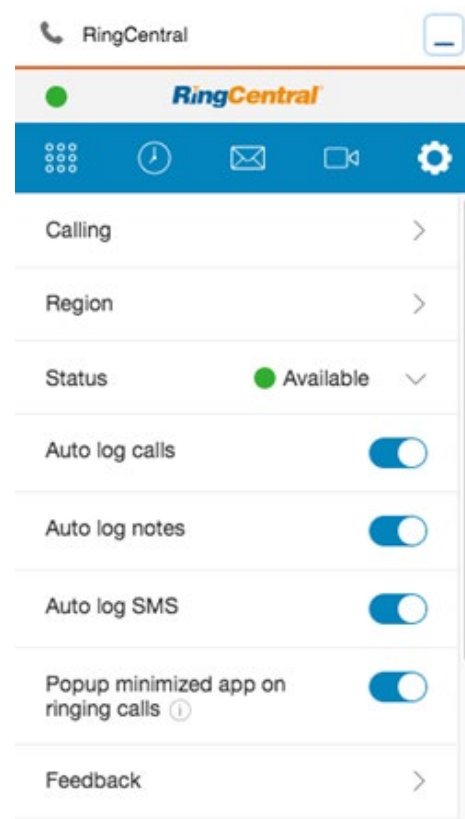 RingCentral
RingCentral
Calling
Region
Status Available
Auto log calls
Auto log notes
Auto log SMS
Popup minimized app on
ringing calls
Feedback